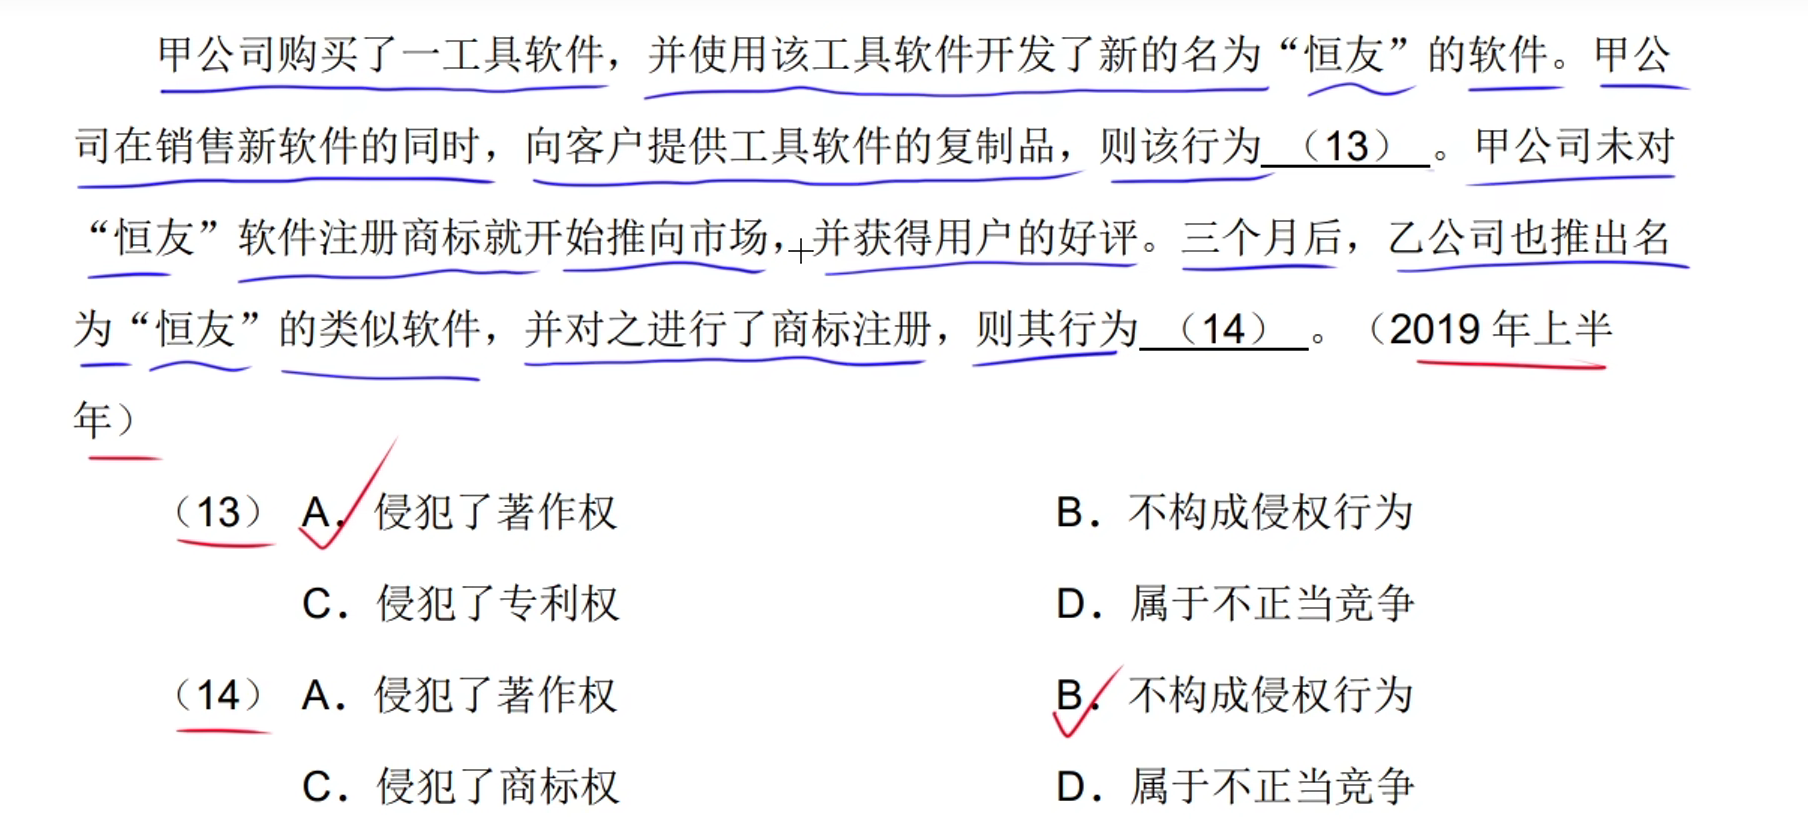 甲公司购买了一工具软件，并使用该工具软件开发了新的名为“恒友”的软件。甲公
司在销售新软件的同时，向客户提供工具软件的复制品，则该行为（13）。甲公司未对
“恒友”软件注册商标就开始推向市场，并获得用户的好评。三个月后，乙公司也推出名
为“恒友”的类似软件，并对之进行了商标注册，则其行为（14）。（2019 年上半
年）
（13） A．侵犯了著作权 B．不构成侵权行为
C．侵犯了专利权 D．属于不正当竞争
（14） A．侵犯了著作权 B．不构成侵权行为
C．侵犯了商标权 D．属于不正当竞争